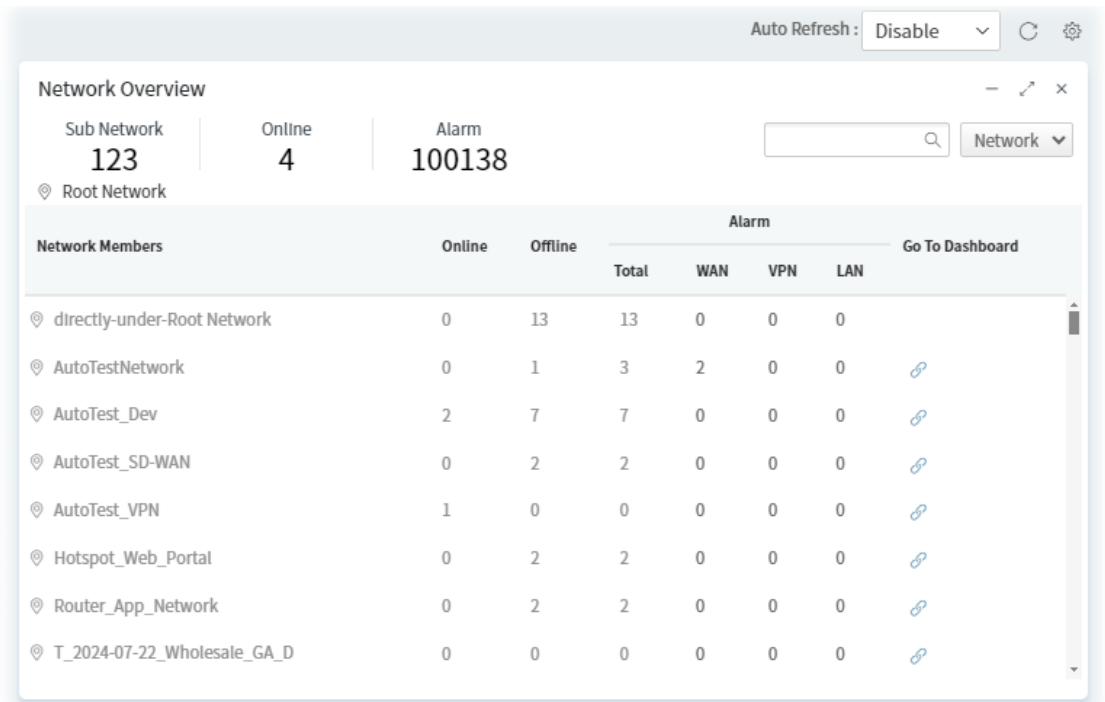 Auto Refresh : Disable
Network Overview
Sub Network Online Alarm
123 4 100138
Network
Root Network
Alarm
Network Members Online Offline Go To Dashboard
Total WAN VPN LAN
directly-under-Root Network 0 13 13 0 0 0
AutoTestNetwork 0 1 3 2 0 0
AutoTest_Dev 2 7 7 0 0 0
AutoTest_SD-WAN 0 2 2 0 0 0
AutoTest_VPN 1 0 0 0 0 0
Hotspot_Web_Portal 0 2 2 0 0 0
Router_App_Network 0 2 2 0 0 0
T_2024-07-22_Wholesale_GA_D 0 0 0 0 0 0